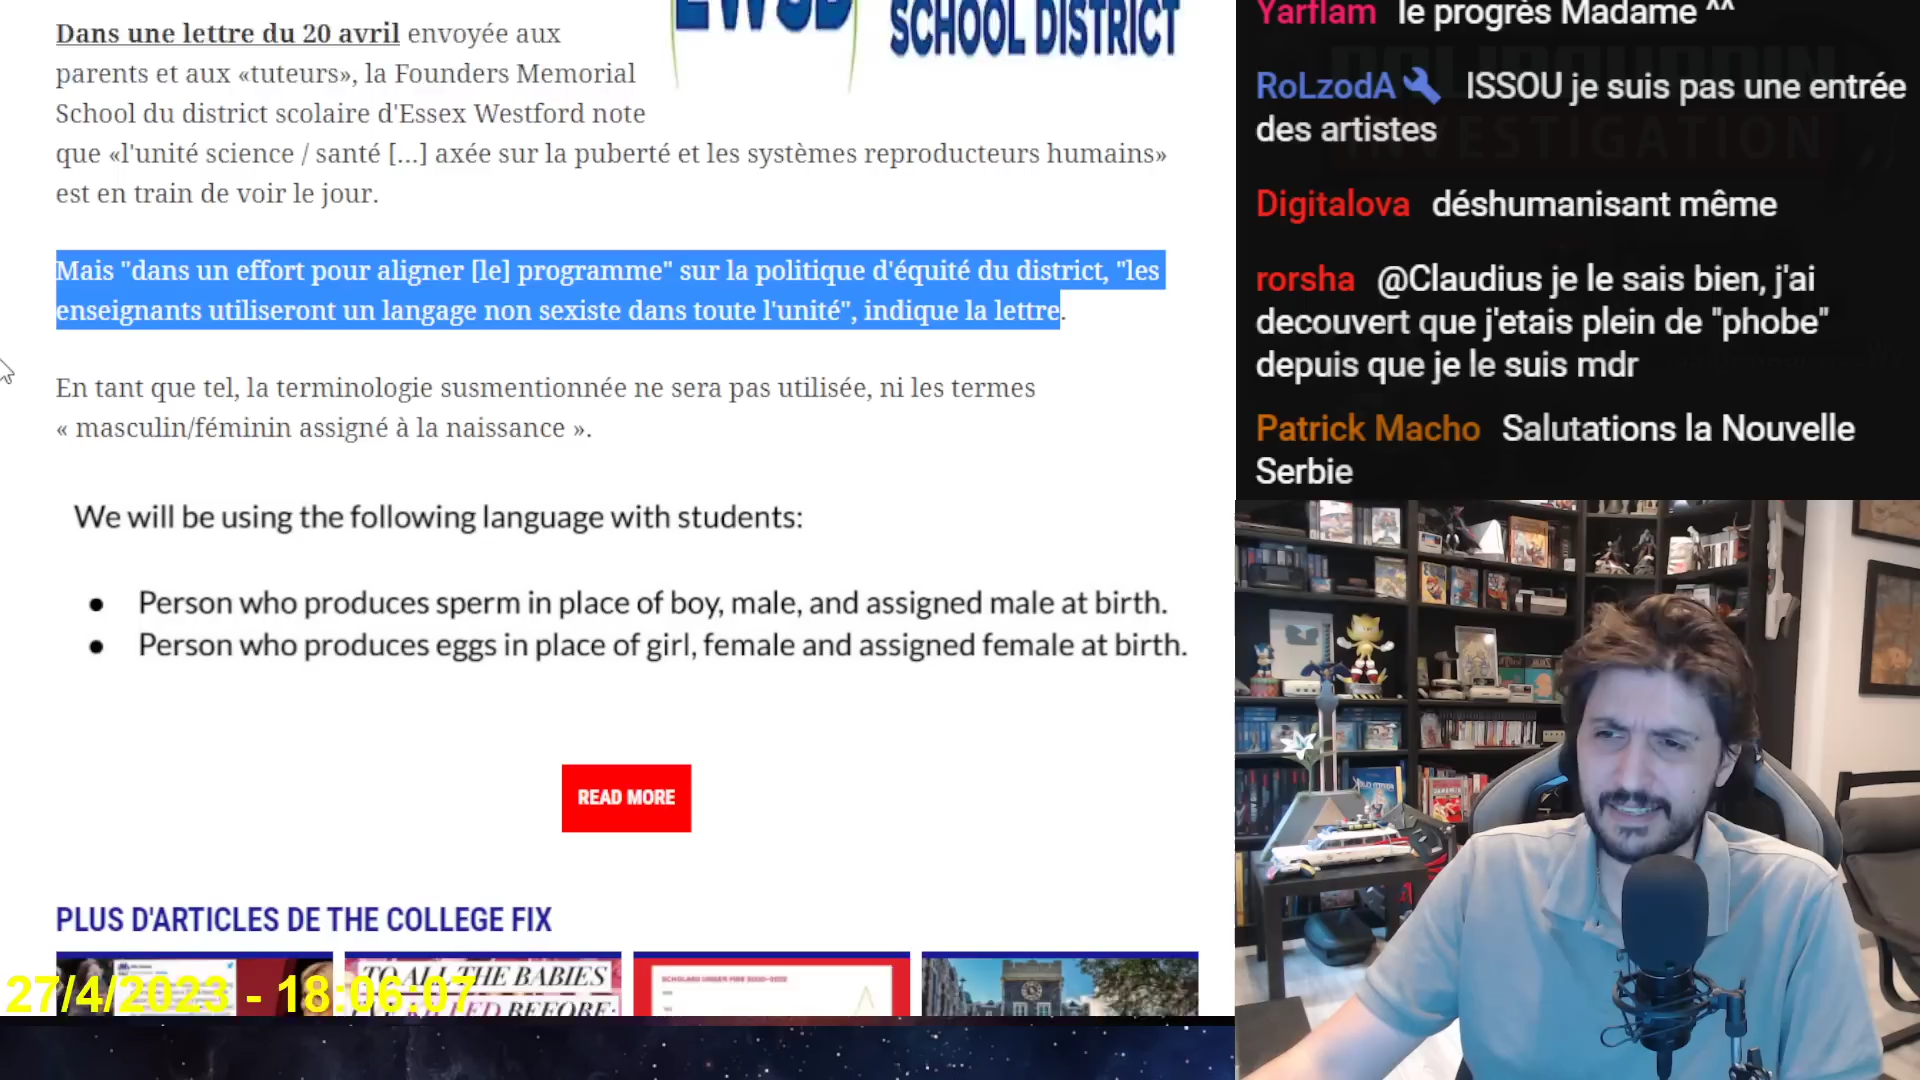 EWSD
SCHOOL DISTRICT
Dans une lettre du 20 avril envoyée aux
parents et aux «tuteurs», la Founders Memorial
School du district scolaire d'Essex Westford note
que «l'unité science / santé [...] axée sur la puberté et les systèmes reproducteurs humains»
est en train de voir le jour.
Mais "dans un effort pour aligner [le] programme" sur la politique d'équité du district, "les
enseignants utiliseront un langage non sexiste dans toute l'unité", indique la lettre.
En tant que tel, la terminologie susmentionnée ne sera pas utilisée, ni les termes
« masculin/féminin assigné à la naissance ».
We will be using the following language with students:
● Person who produces sperm in place of boy, male, and assigned male at birth.
● Person who produces eggs in place of girl, female and assigned female at birth.
READ MORE
PLUS D'ARTICLES DE THE COLLEGE FIX
TO ALL THE BABIES
BEFORE:
27/4/2023 - 18:06:07
Yarflam le progrès Madame ^^
RoLzodA ISSOU je suis pas une entrée
des artistes
Digitalova déshumanisant même
rorsha @Claudius je le sais bien, j'ai
decouvert que j'etais plein de "phobe"
depuis que je le suis mdr
Patrick Macho Salutations la Nouvelle
Serbie
INVESTIGATION